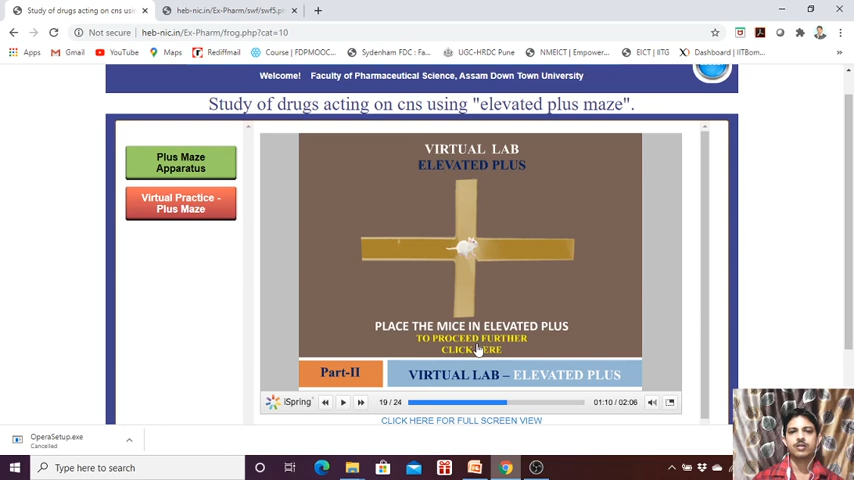 Study of drugs acting on cns usin
heb-nic.in/Ex-Pharm/swf/swf5.ph
Not secure
heb-nic.in/Ex-Pharm/frog.php?cat=10
Apps
Gmail
YouTube
Maps
Rediffmail
Course | FDPMOOC...
Sydenham FDC : Fa...
UGC-HRDC Pune
NMEICT | Empower...
EICT | IITG
Dashboard | IITBom...
Welcome! Faculty of Pharmaceutical Science, Assam Down Town University
Study of drugs acting on cns using "elevated plus maze".
Plus Maze
Apparatus
Virtual Practice -
Plus Maze
VIRTUAL LAB
ELEVATED PLUS
PLACE THE MICE IN ELEVATED PLUS
TO PROCEED FURTHER
CLICK HERE
Part-II
VIRTUAL LAB – ELEVATED PLUS
iSpring
19 / 24
01:10 / 02:06
CLICK HERE FOR FULL SCREEN VIEW
OperaSetup.exe
Cancelled
Type here to search